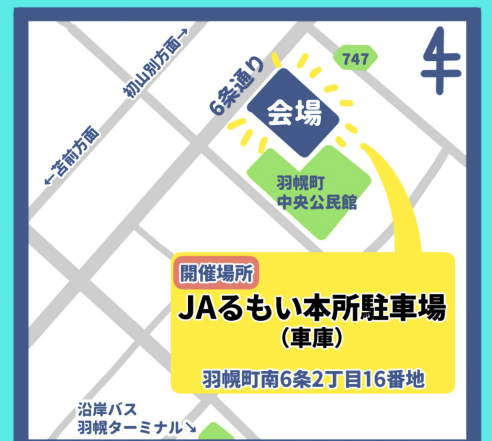 初山別方面→
6条通り
747
会場
←苫前方面
羽幌町
中央公民館
開催場所
JAるもい本所駐車場
（車庫）
羽幌町南6条2丁目16番地
沿岸バス
羽幌ターミナル↘